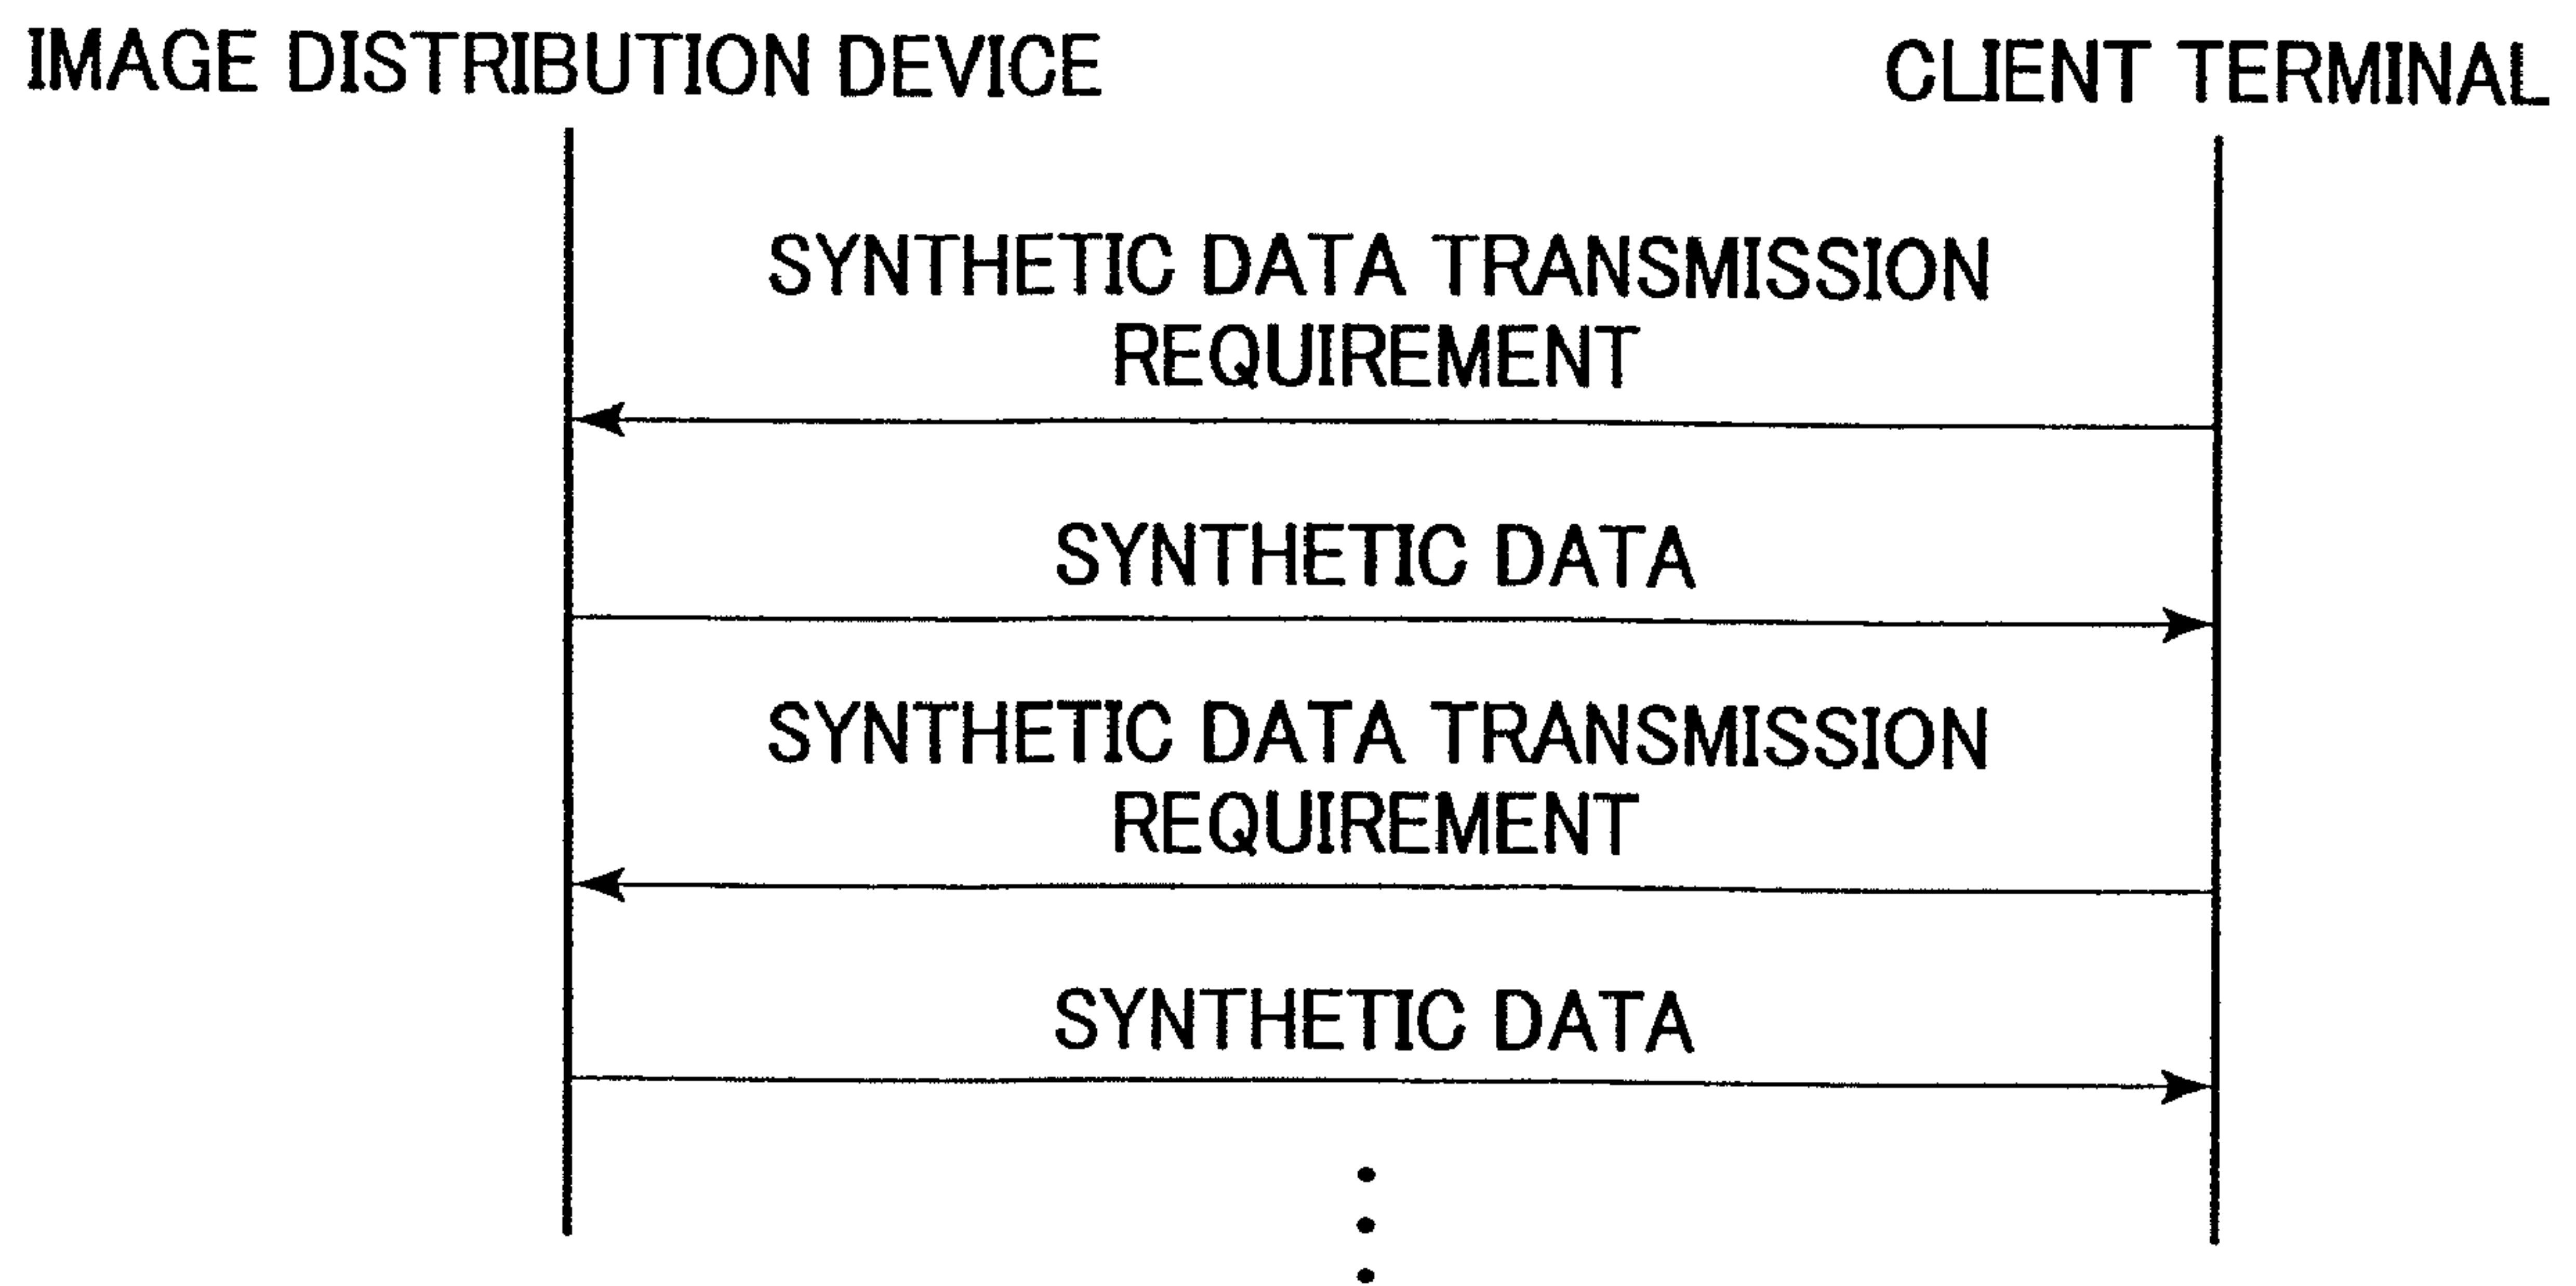 IMAGE DISTRIBUTION DEVICE
CLIENT TERMINAL
SYNTHETIC DATA TRANSMISSION
REQUIREMENT
SYNTHETIC DATA
SYNTHETIC DATA TRANSMISSION
REQUIREMENT
SYNTHETIC DATA